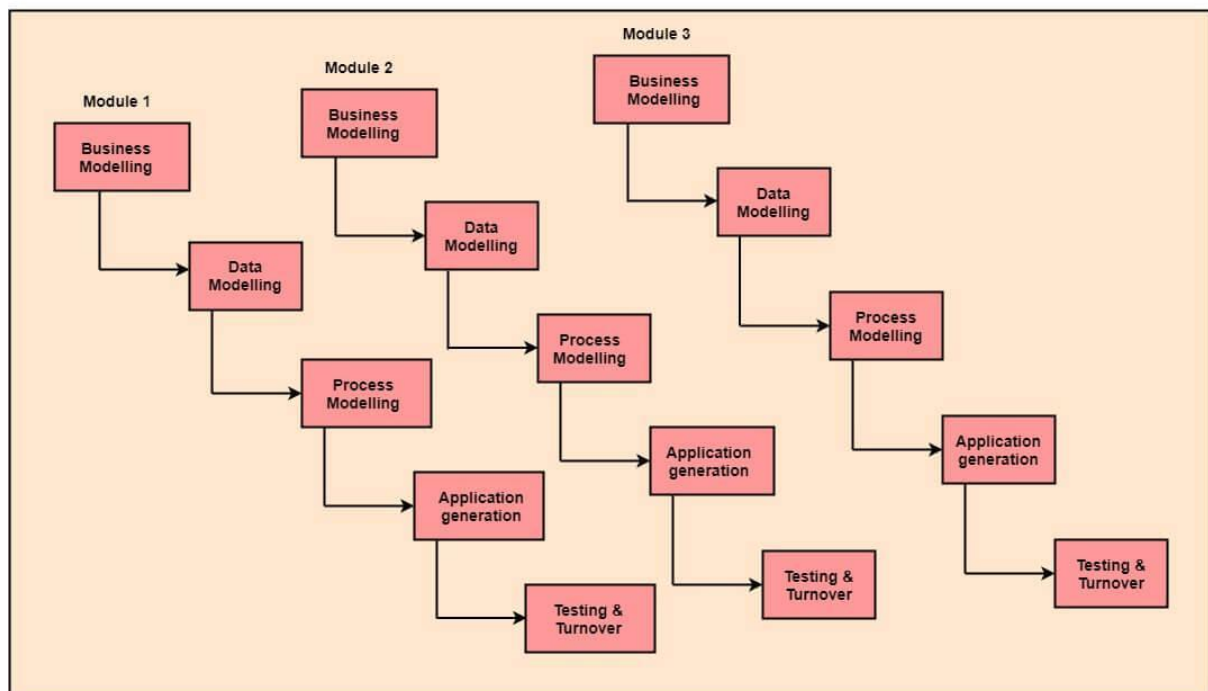 Module 1
Business
Modelling
Data
Modelling
Process
Modelling
Application
generation
Testing &
Turnover
Module 2
Business
Modelling
Data
Modelling
Process
Modelling
Application
generation
Testing &
Turnover
Module 3
Business
Modelling
Data
Modelling
Process
Modelling
Application
generation
Testing &
Turnover